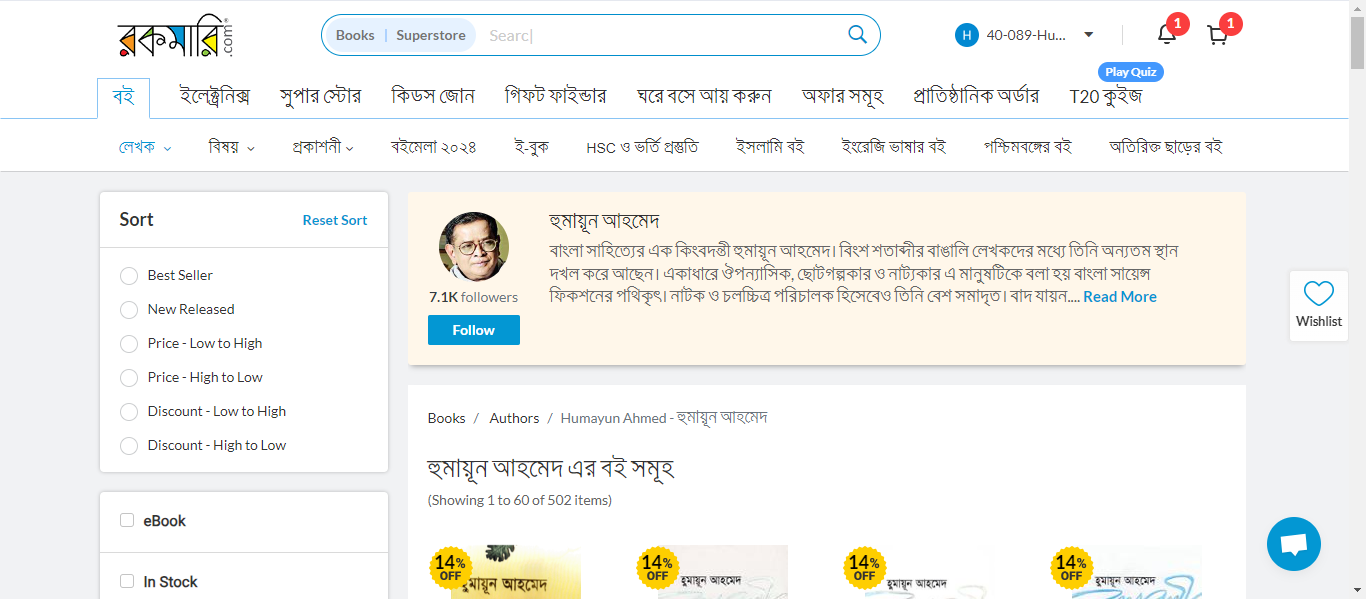 রকমারি.com
Books | Superstore Searc
H 40-089-Hu... 1 1
Play Quiz
বই ইলেক্ট্রনিক্স সুপার স্টোর কিডস জোন গিফট ফাইন্ডার ঘরে বসে আয় করুন অফার সমূহ প্রাতিষ্ঠানিক অর্ডার T20 কুইজ
লেখক বিষয় প্রকাশনী বইমেলা ২০২৪ ই-বুক HSC ও ভর্তি প্রস্তুতি ইসলামি বই ইংরেজি ভাষার বই পশ্চিমবঙ্গের বই অতিরিক্ত ছাড়ের বই
Sort Reset Sort
Best Seller
New Released
Price - Low to High
Price - High to Low
Discount - Low to High
Discount - High to Low
eBook
In Stock
হুমায়ূন আহমেদ
বাংলা সাহিত্যের এক কিংবদন্তী হুমায়ূন আহমেদ। বিংশ শতাব্দীর বাঙালি লেখকদের মধ্যে তিনি অন্যতম স্থান
দখল করে আছেন। একাধারে ঔপন্যাসিক, ছোটগল্পকার ও নাট্যকার এ মানুষটিকে বলা হয় বাংলা সায়েন্স
ফিকশনের পথিকৃৎ। নাটক ও চলচ্চিত্র পরিচালক হিসেবেও তিনি বেশ সমাদৃত। বাদ যায়ন.... Read More
7.1K followers
Follow
Wishlist
Books / Authors / Humayun Ahmed - হুমায়ূন আহমেদ
হুমায়ূন আহমেদ এর বই সমূহ
(Showing 1 to 60 of 502 items)
14% OFF
হুমায়ূন আহমেদ
14% OFF
হুমায়ূন আহমেদ
14% OFF
হুমায়ূন আহমেদ
14% OFF
হুমায়ূন আহমেদ